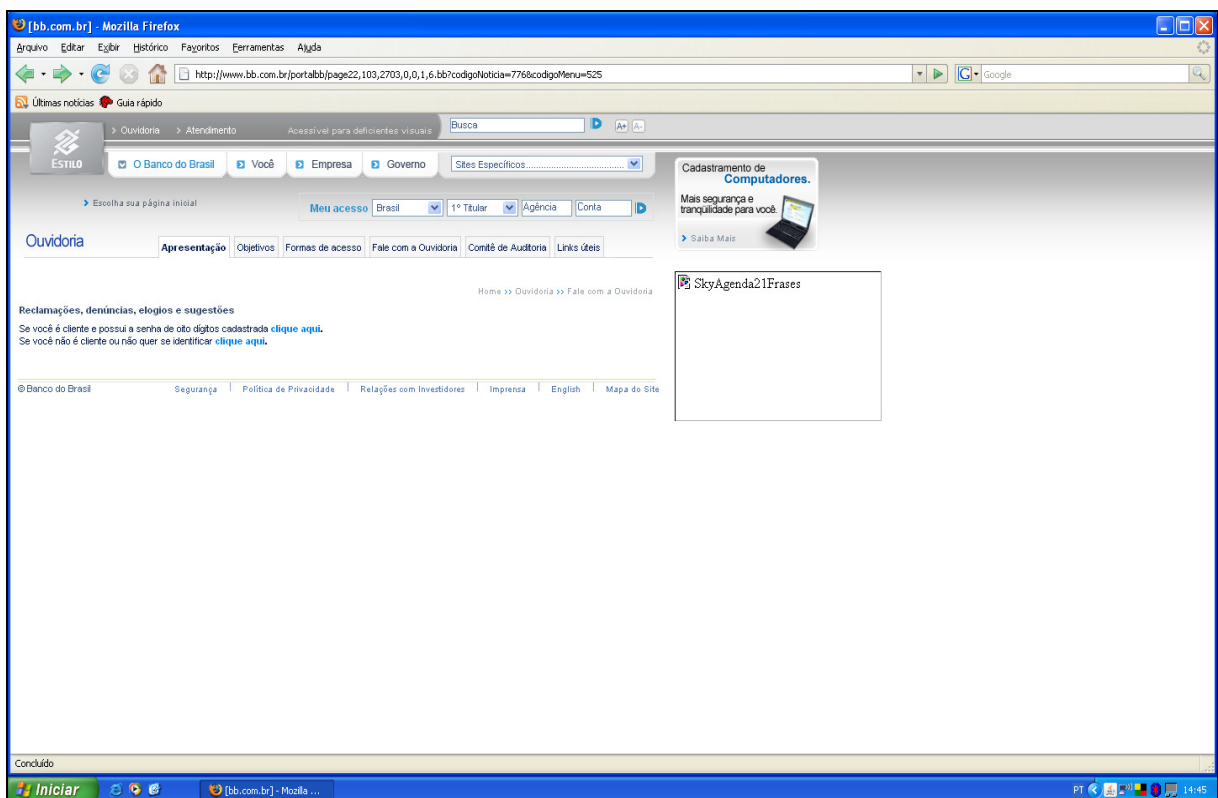 [bb.com.br] - Mozilla Firefox
Arquivo Editar Exibir Histórico Favoritos Ferramentas Ajuda
http://www.bb.com.br/portalbb/page22,103,2703,0,0,1,6.bb?codigoNoticia=776&codigoMenu=525
G Google
Últimas notícias Guia rápido
> Ouvidoria > Atendimento Acessível para deficientes visuais Busca A+ A-
ESTILO O Banco do Brasil Você Empresa Governo Sites Específicos.....................................
Cadastramento de
Computadores.
Mais segurança e
tranqüilidade para você.
Saiba Mais
Escolha sua página inicial Meu acesso Brasil 1º Titular Agência Conta
Ouvidoria Apresentação Objetivos Formas de acesso Fale com a Ouvidoria Comitê de Auditoria Links úteis
SkyAgenda21Frases
Home >> Ouvidoria >> Fale com a Ouvidoria
Reclamações, denúncias, elogios e sugestões
Se você é cliente e possui a senha de oito dígitos cadastrada clique aqui.
Se você não é cliente ou não quer se identificar clique aqui.
© Banco do Brasil Segurança | Política de Privacidade | Relações com Investidores | Imprensa | English | Mapa do Site
Concluído
Iniciar [bb.com.br] - Mozilla ... PT 14:45